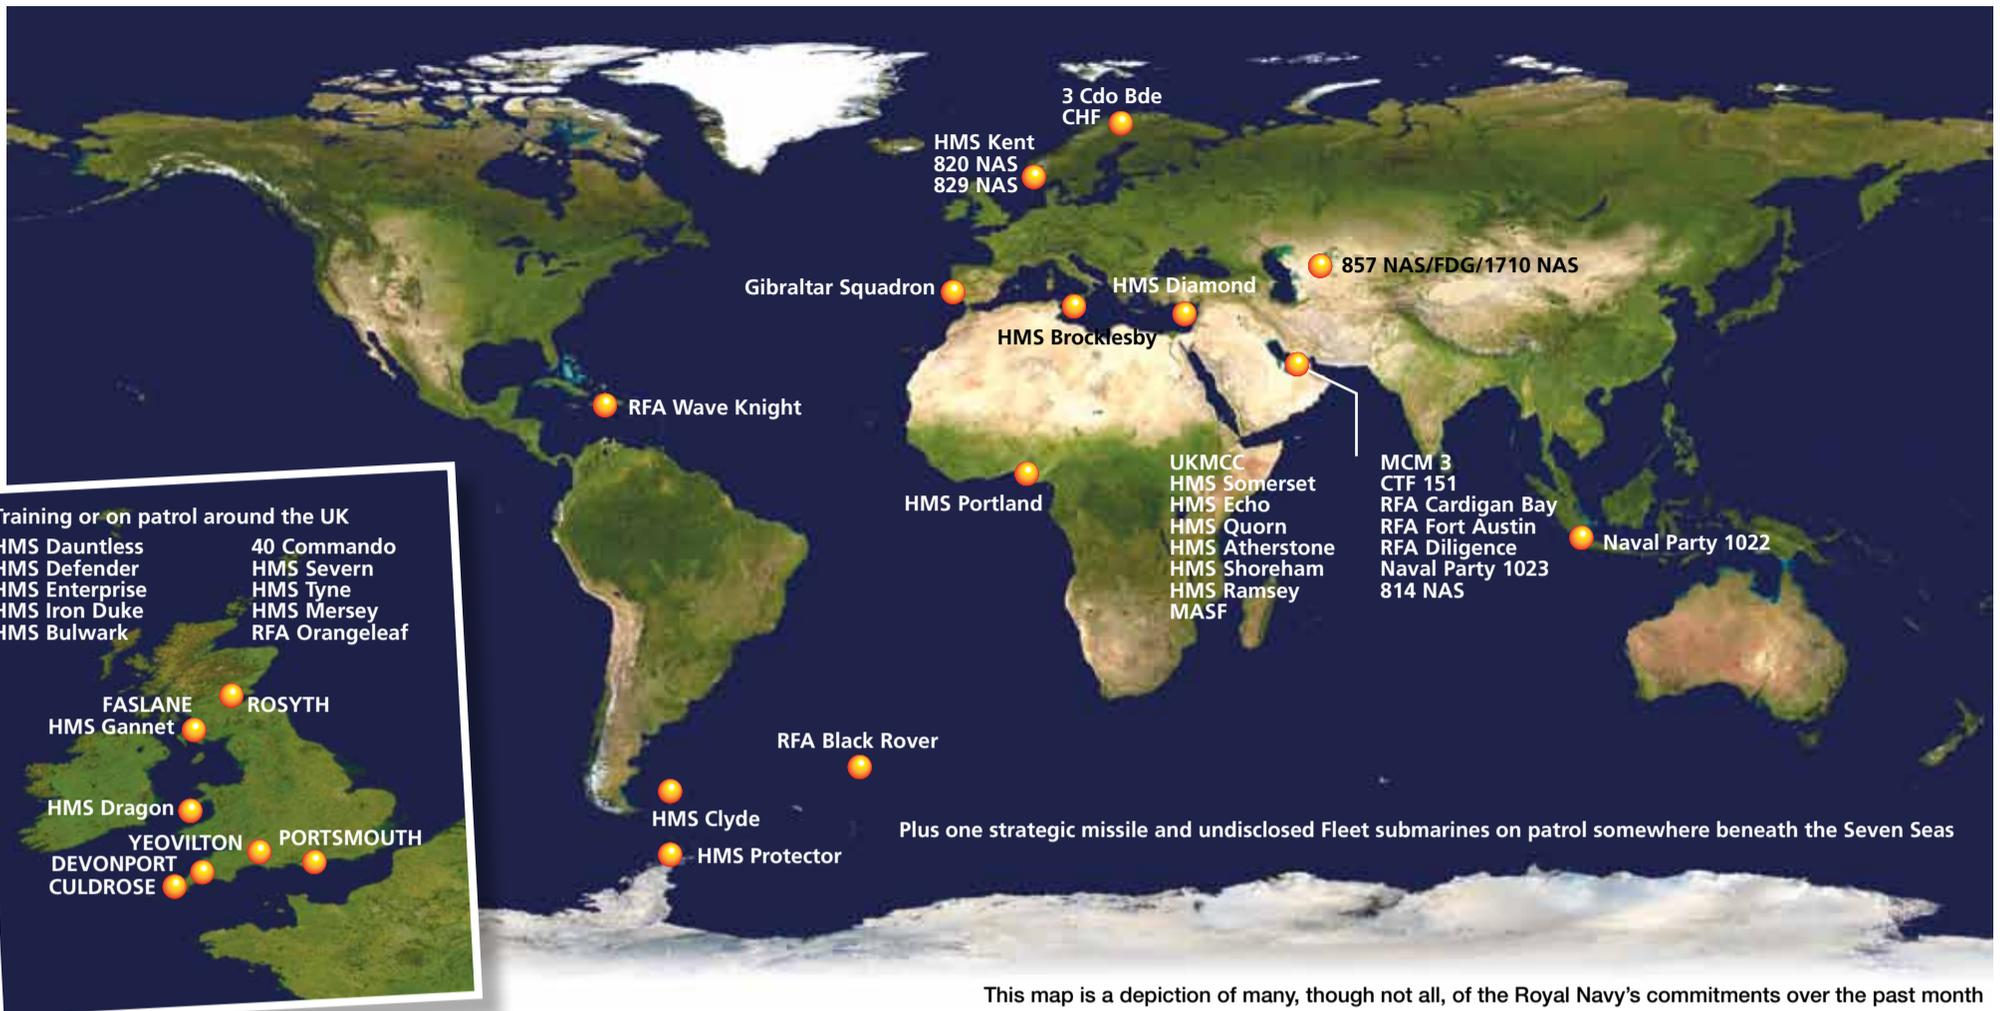 3 Cdo Bde
CHF
HMS Kent
820 NAS
829 NAS
857 NAS/FDG/1710 NAS
Gibraltar Squadron
HMS Diamond
HMS Brocklesby
RFA Wave Knight
HMS Portland
UKMCC
HMS Somerset
HMS Echo
HMS Quorn
HMS Atherstone
HMS Shoreham
HMS Ramsey
MASF
MCM 3
CTF 151
RFA Cardigan Bay
RFA Fort Austin
RFA Diligence
Naval Party 1023
814 NAS
Naval Party 1022
Training or on patrol around the UK
HMS Dauntless
HMS Defender
HMS Enterprise
HMS Iron Duke
HMS Bulwark
40 Commando
HMS Severn
HMS Tyne
HMS Mersey
RFA Orangeleaf
FASLANE
ROSYTH
HMS Gannet
HMS Dragon
YEOVILTON
PORTSMOUTH
DEVONPORT
CULDROSE
RFA Black Rover
HMS Clyde
HMS Protector
Plus one strategic missile and undisclosed Fleet submarines on patrol somewhere beneath the Seven Seas
This map is a depiction of many, though not all, of the Royal Navy's commitments over the past month